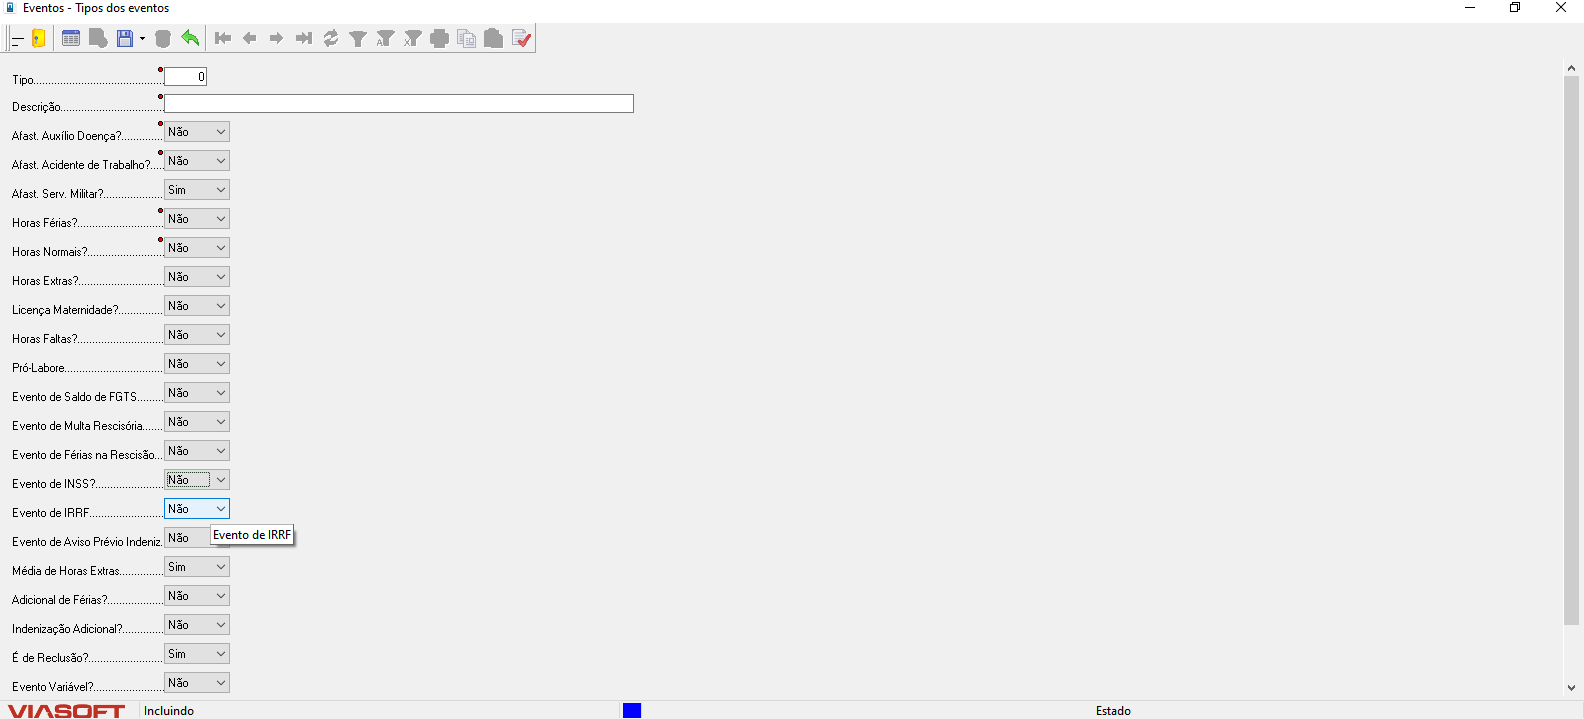 Eventos - Tipos dos eventos
Tipo 0
Descrição
Afast. Auxílio Doença? Não
Afast. Acidente de Trabalho? Não
Afast. Serv. Militar? Sim
Horas Férias? Não
Horas Normais? Não
Horas Extras? Não
Licença Maternidade? Não
Horas Faltas? Não
Pró-Labore Não
Evento de Saldo de FGTS Não
Evento de Multa Rescisória Não
Evento de Férias na Rescisão Não
Evento de INSS? Não
Evento de IRRF Não
Evento de IRRF
Evento de Aviso Prévio Indeniz. Não
Média de Horas Extras Sim
Adicional de Férias? Não
Indenização Adicional? Não
É de Reclusão? Sim
Evento Variável? Não
VIASOFT Incluindo Estado